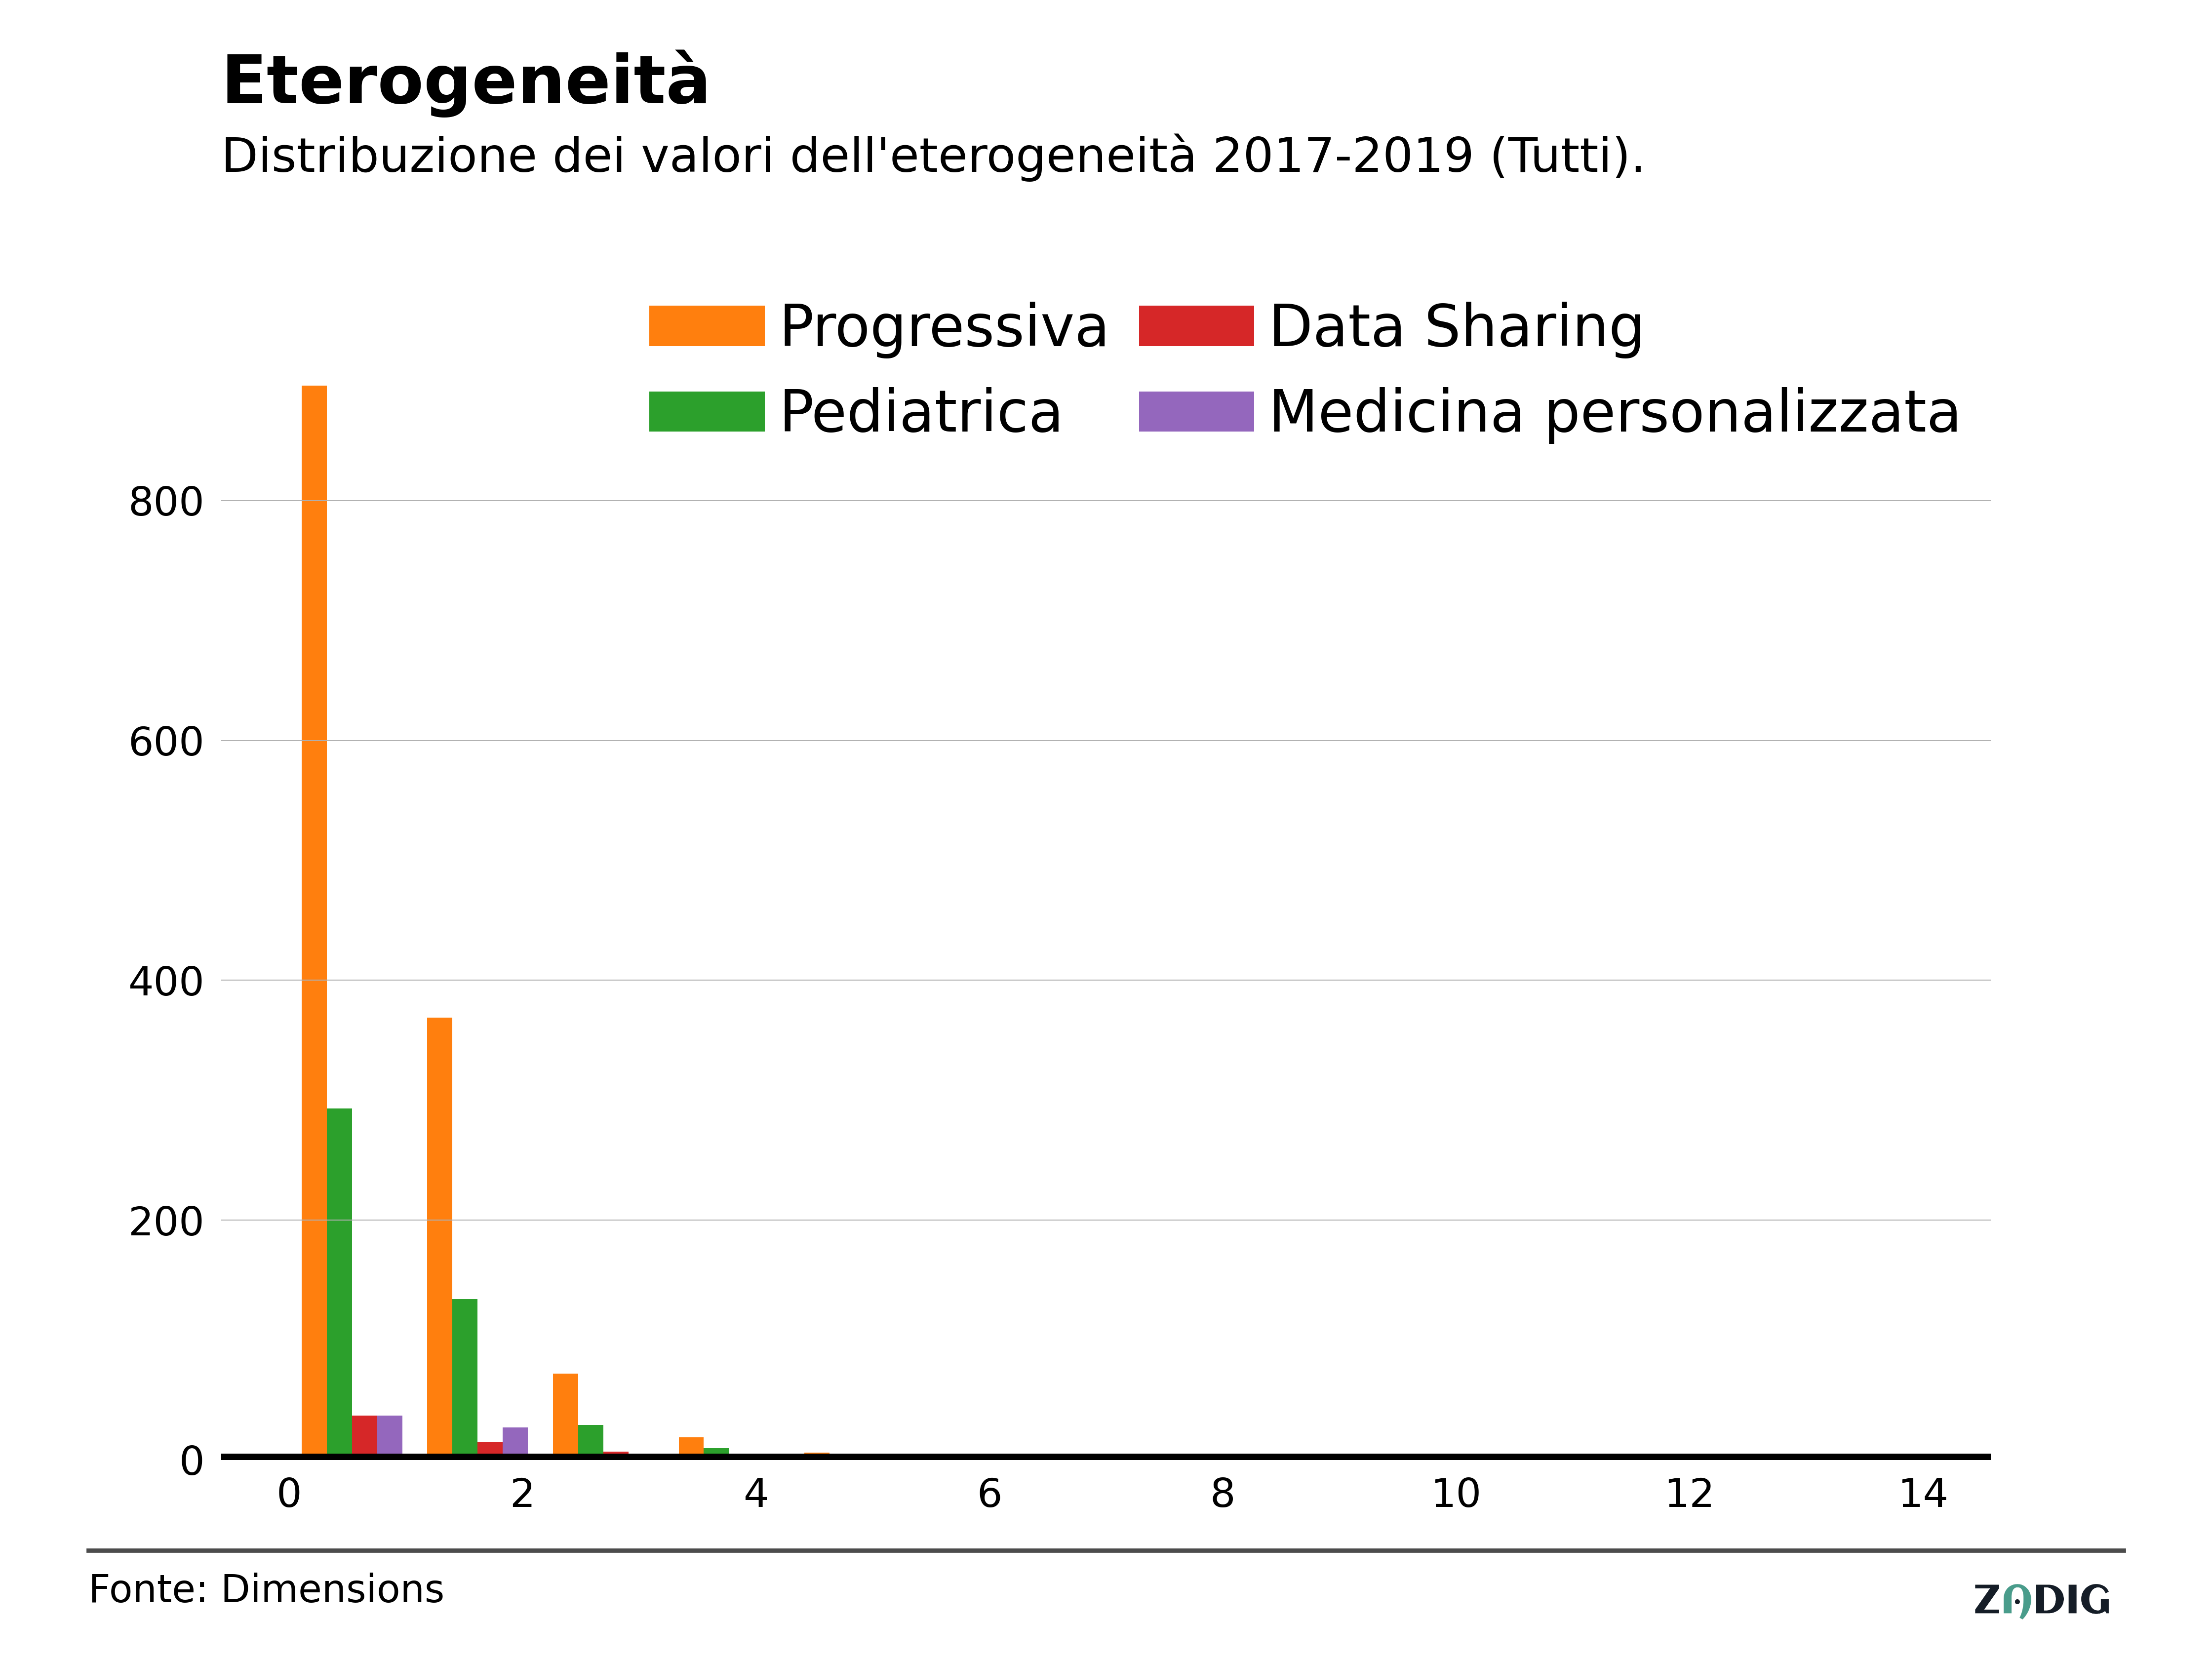 Eterogeneità
Distribuzione dei valori dell'eterogeneità 2017-2019 (Tutti).
Progressiva
Data Sharing
Pediatrica
Medicina personalizzata
800
600
400
200
0
0 2 4 6 8 10 12 14
Fonte: Dimensions
ZADIG